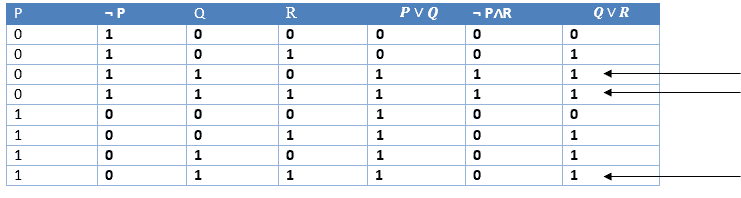 P ¬ P Q R P ∨ Q ¬ P∧R Q ∨ R
0 1 0 0 0 0 0
0 1 0 1 0 0 1
0 1 1 0 1 1 1
0 1 1 1 1 1 1
1 0 0 0 1 0 0
1 0 0 1 1 0 1
1 0 1 0 1 0 1
1 0 1 1 1 0 1